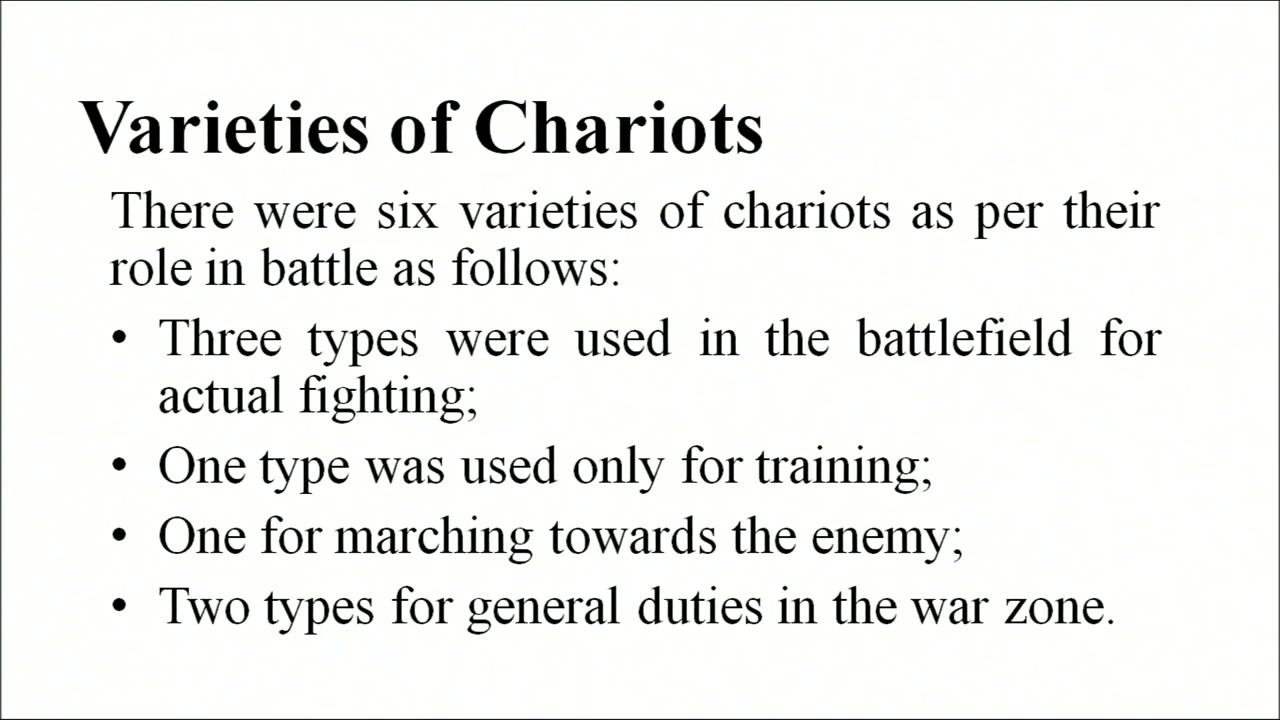 Varieties of Chariots
There were six varieties of chariots as per their
role in battle as follows:
• Three types were used in the battlefield for
actual fighting;
• One type was used only for training;
• One for marching towards the enemy;
• Two types for general duties in the war zone.